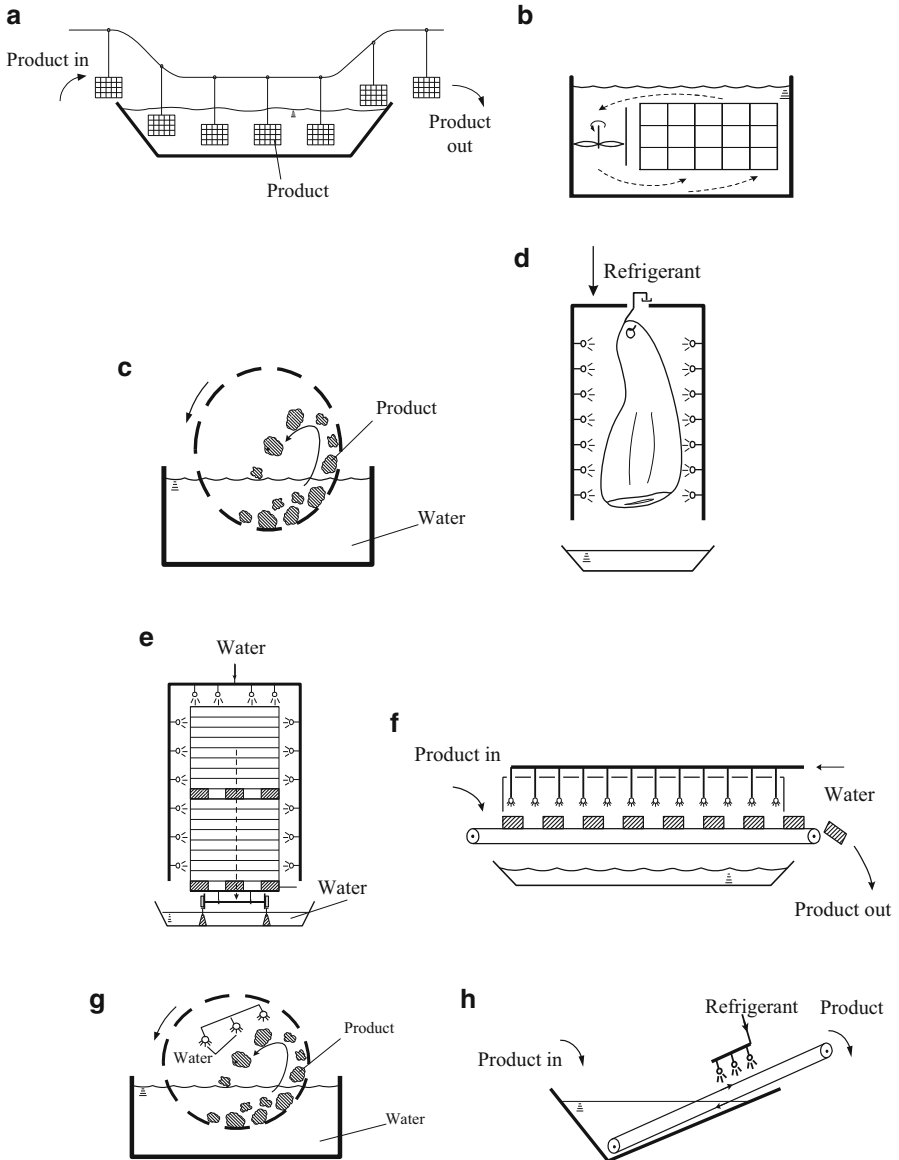 a
Product in
Product
out
Product
b
d
Refrigerant
c
Product
Water
e
Water
Water
f
Product in
Water
Product out
g
Water
Product
Water
h
Refrigerant
Product
Product in